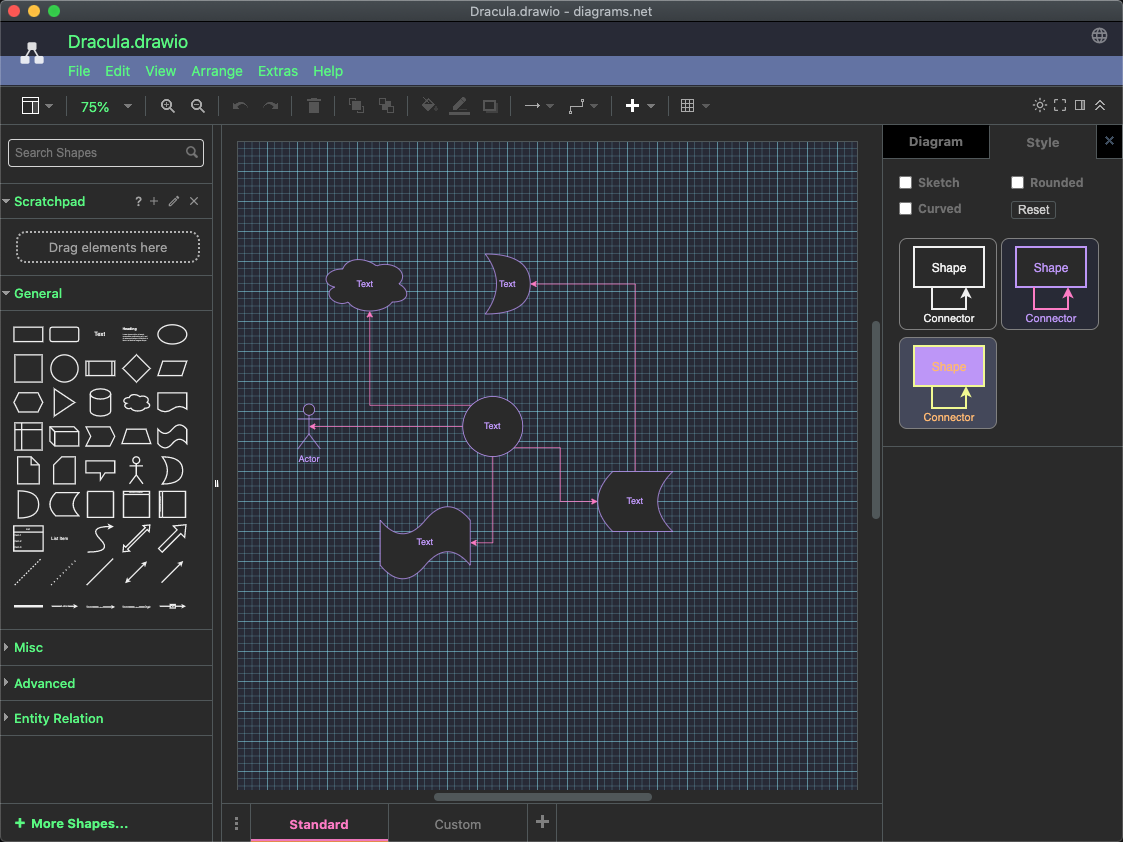 Dracula.drawio - diagrams.net
Dracula.drawio
File Edit View Arrange Extras Help
75%
Search Shapes
Scratchpad
?
Drag elements here
General
Text
Heading
List Item
Misc
Advanced
Entity Relation
+ More Shapes...
Text
Text
Text
Actor
Text
Text
Standard
Custom
Diagram
Style
Sketch
Rounded
Curved
Reset
Shape
Connector
Shape
Connector
Shape
Connector